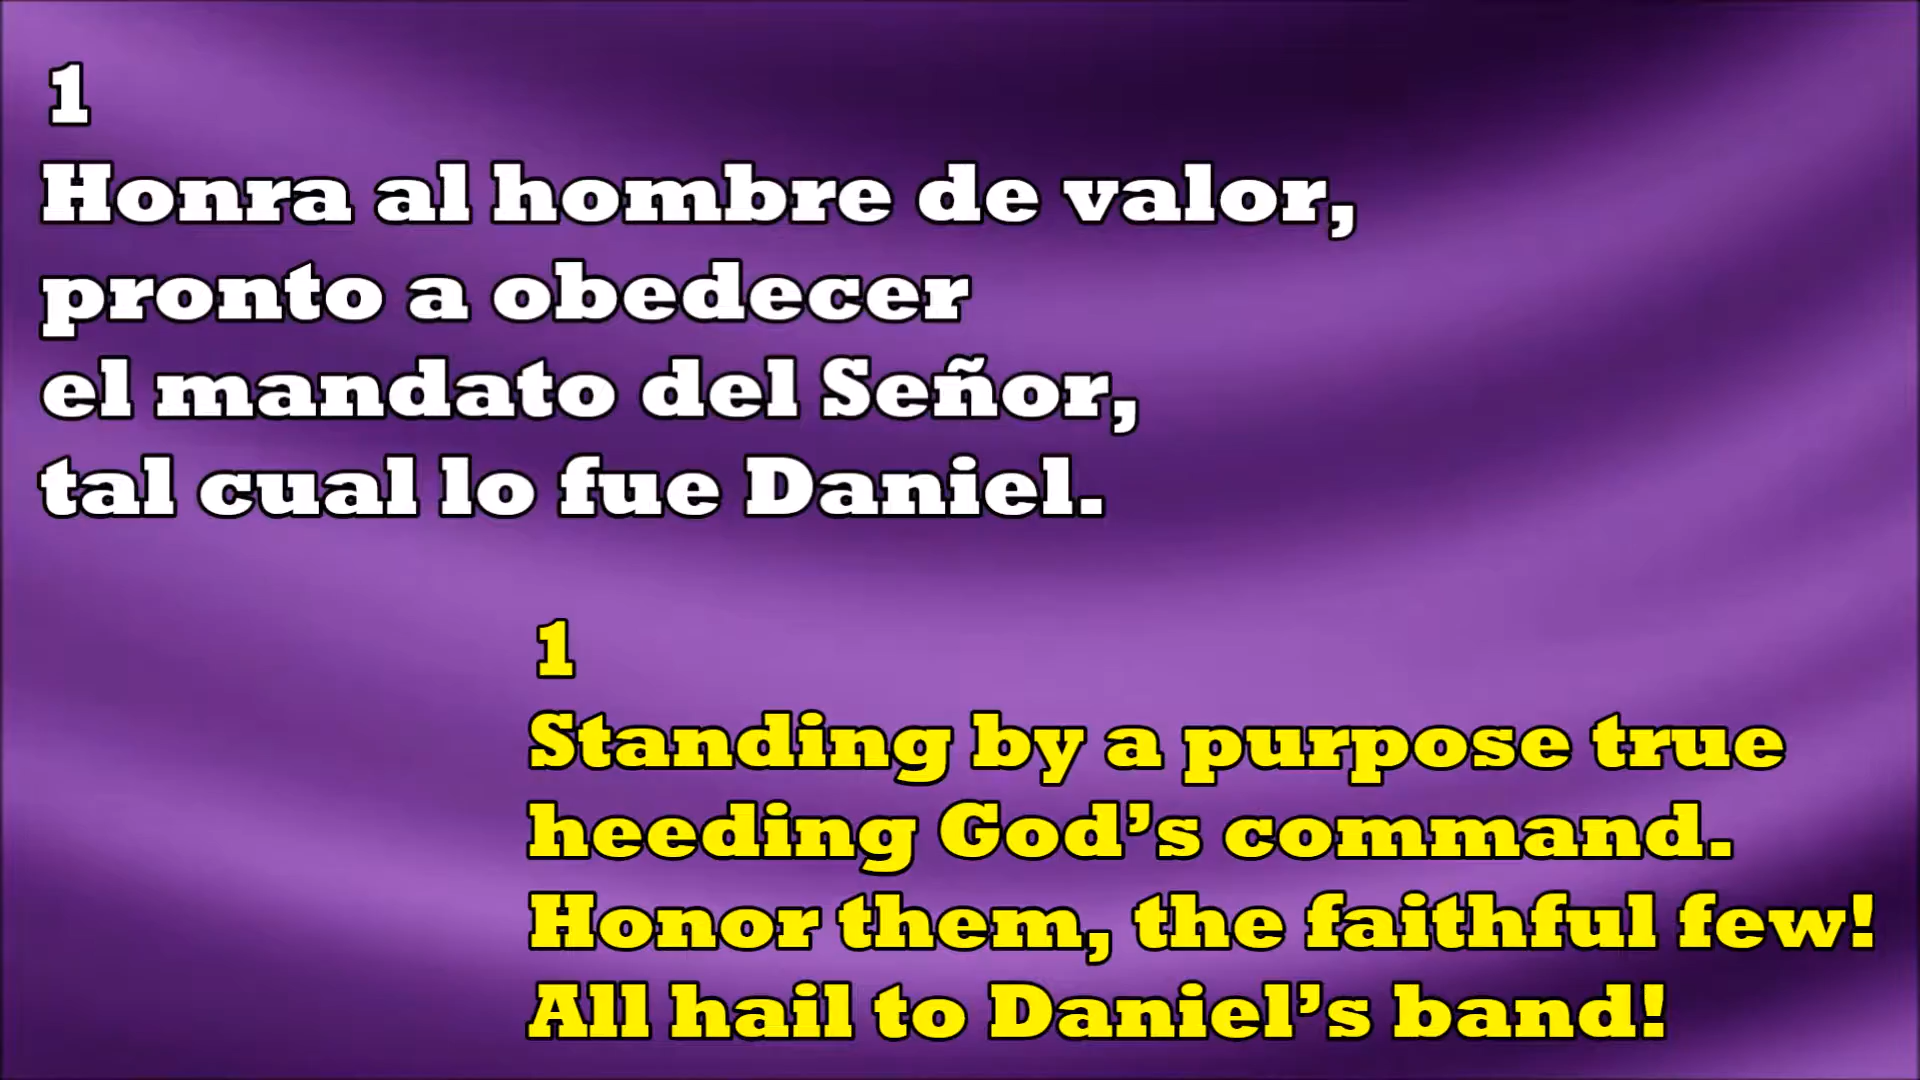 1
Honra al hombre de valor,
pronto a obedecer
el mandato del Señor,
tal cual lo fue Daniel.
1
Standing by a purpose true
heeding God’s command.
Honor them, the faithful few!
All hail to Daniel’s band!